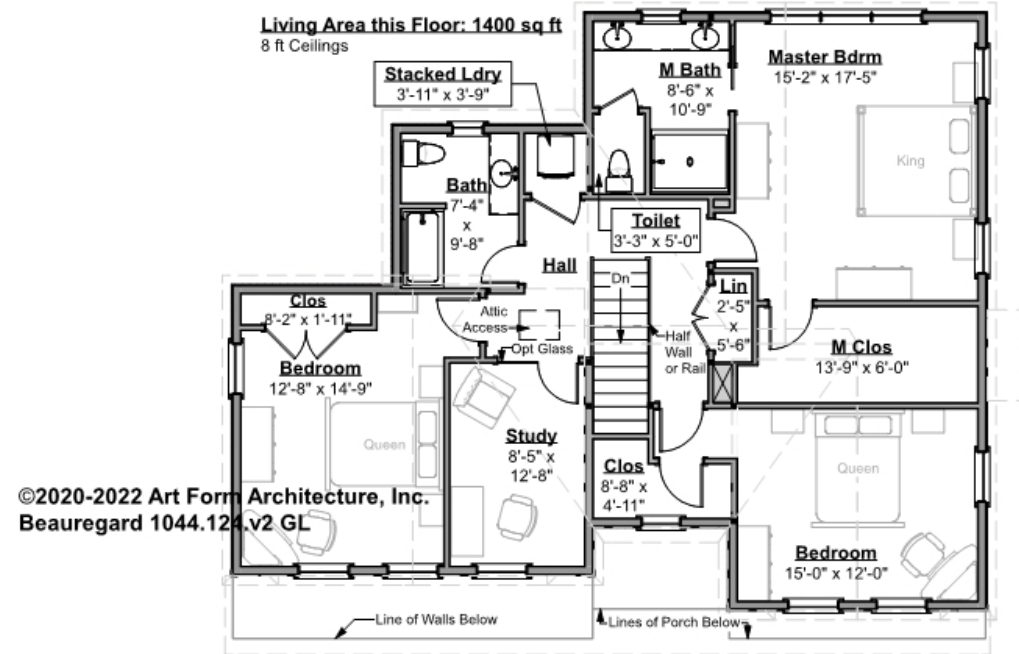 Living Area this Floor: 1400 sq ft
8 ft Ceilings
Stacked Ldry
3'-11" x 3'-9"
M Bath
8'-6" x
10'-9"
Master Bdrm
15'-2" x 17'-5"
King
Bath
7'-4"
x
9'-8"
Toilet
3'-3" x 5'-0"
Hall
Dn
Lin
2'-5"
x
5'-6"
Clos
8'-2" x 1'-11"
Attic
Access
Opt Glass
Half
Wall
or Rail
M Clos
13'-9" x 6'-0"
Bedroom
12'-8" x 14'-9"
Queen
Study
8'-5" x
12'-8"
Clos
8'-8" x
4'-11"
Queen
Bedroom
15'-0" x 12'-0"
©2020-2022 Art Form Architecture, Inc.
Beauregard 1044.124.v2 GL
Line of Walls Below
Lines of Porch Below